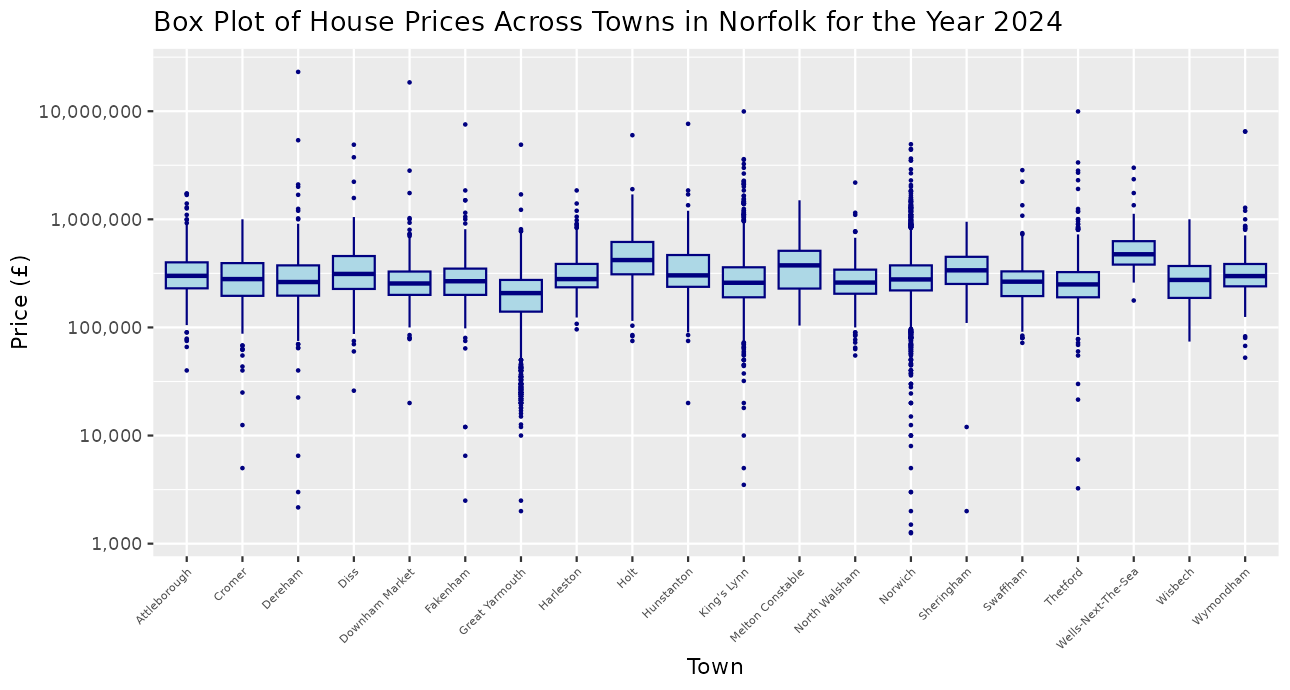 Box Plot of House Prices Across Towns in Norfolk for the Year 2024
Price (£)
10,000,000
1,000,000
100,000
10,000
1,000
Attleborough
Cromer
Dereham
Diss
Downham Market
Fakenham
Great Yarmouth
Harleston
Holt
Hunstanton
King's Lynn
Melton Constable
North Walsham
Norwich
Sheringham
Swaffham
Thetford
Wells-Next-The-Sea
Wisbech
Wymondham
Town